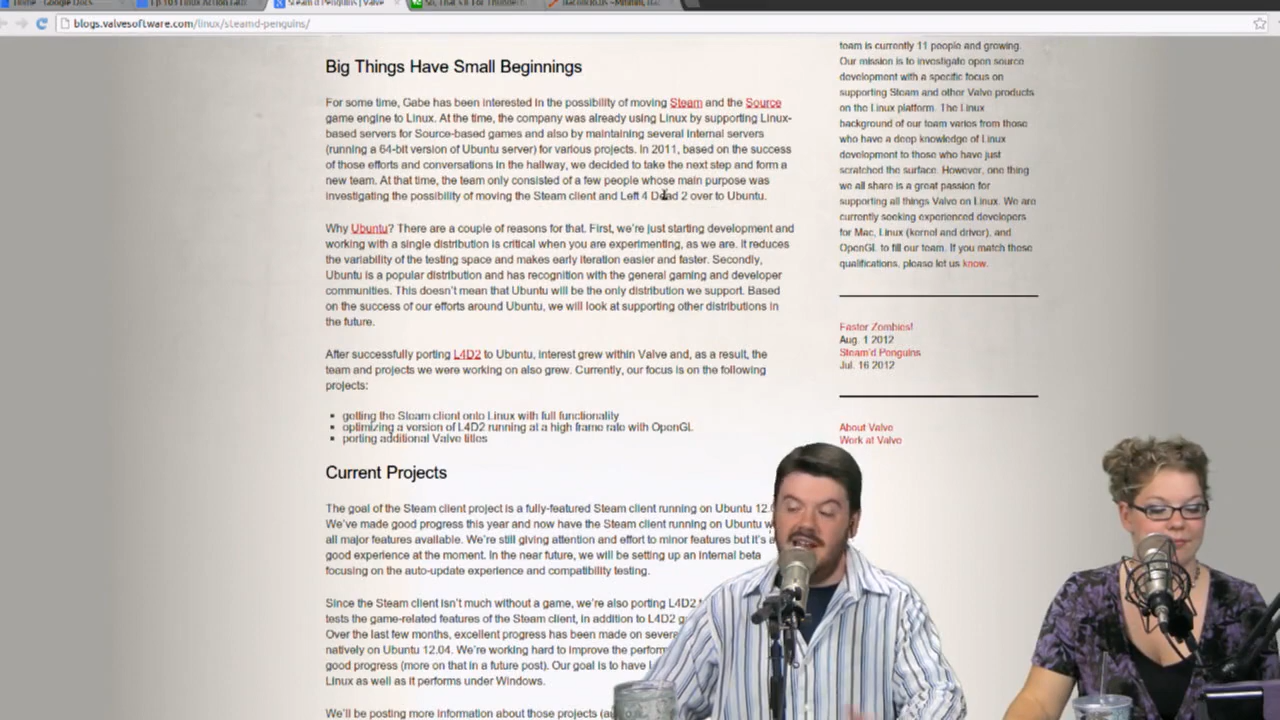 Steam'd Penguins | Valve
blogs.valvesoftware.com/linux/steamd-penguins/
Big Things Have Small Beginnings
For some time, Gabe has been interested in the possibility of moving Steam and the Source
game engine to Linux. At the time, the company was already using Linux by supporting Linux-
based servers for Source-based games and also by maintaining several internal servers
(running a 64-bit version of Ubuntu server) for various projects. In 2011, based on the success
of those efforts and conversations in the hallway, we decided to take the next step and form a
new team. At that time, the team only consisted of a few people whose main purpose was
investigating the possibility of moving the Steam client and Left 4 Dead 2 over to Ubuntu.
Why Ubuntu? There are a couple of reasons for that. First, we're just starting development and
working with a single distribution is critical when you are experimenting, as we are. It reduces
the variability of the testing space and makes early iteration easier and faster. Secondly,
Ubuntu is a popular distribution and has recognition with the general gaming and developer
communities. This doesn't mean that Ubuntu will be the only distribution we support. Based
on the success of our efforts around Ubuntu, we will look at supporting other distributions in
the future.
After successfully porting L4D2 to Ubuntu, interest grew within Valve and, as a result, the
team and projects we were working on also grew. Currently, our focus is on the following
projects:
getting the Steam client onto Linux with full functionality
optimizing a version of L4D2 running at a high frame rate with OpenGL
porting additional Valve titles
Current Projects
The goal of the Steam client project is a fully-featured Steam client running on Ubuntu 12.0
We've made good progress this year and now have the Steam client running on Ubuntu w
all major features available. We're still giving attention and effort to minor features but it's a
good experience at the moment. In the near future, we will be setting up an internal beta
focusing on the auto-update experience and compatibility testing.
Since the Steam client isn't much without a game, we're also porting L4D2
tests the game-related features of the Steam client, in addition to L4D2
Over the last few months, excellent progress has been made on
natively on Ubuntu 12.04. We're working hard to improve the
good progress (more on that in a future post). Our goal is to have
Linux as well as it performs under Windows.
We'll be posting more information about those projects
team is currently 11 people and growing.
Our mission is to investigate open source
development with a specific focus on
supporting Steam and other Valve products
on the Linux platform. The Linux
background of our team varies from those
who have a deep knowledge of Linux
development to those who have just
scratched the surface. However, one thing
we all share is a great passion for
supporting all things Valve on Linux. We are
currently seeking experienced developers
for Mac, Linux (kernel and driver), and
OpenGL to fill our team. If you match these
qualifications, please let us know.
Faster Zombies!
Aug. 1 2012
Steam'd Penguins
Jul. 16 2012
About Valve
Work at Valve